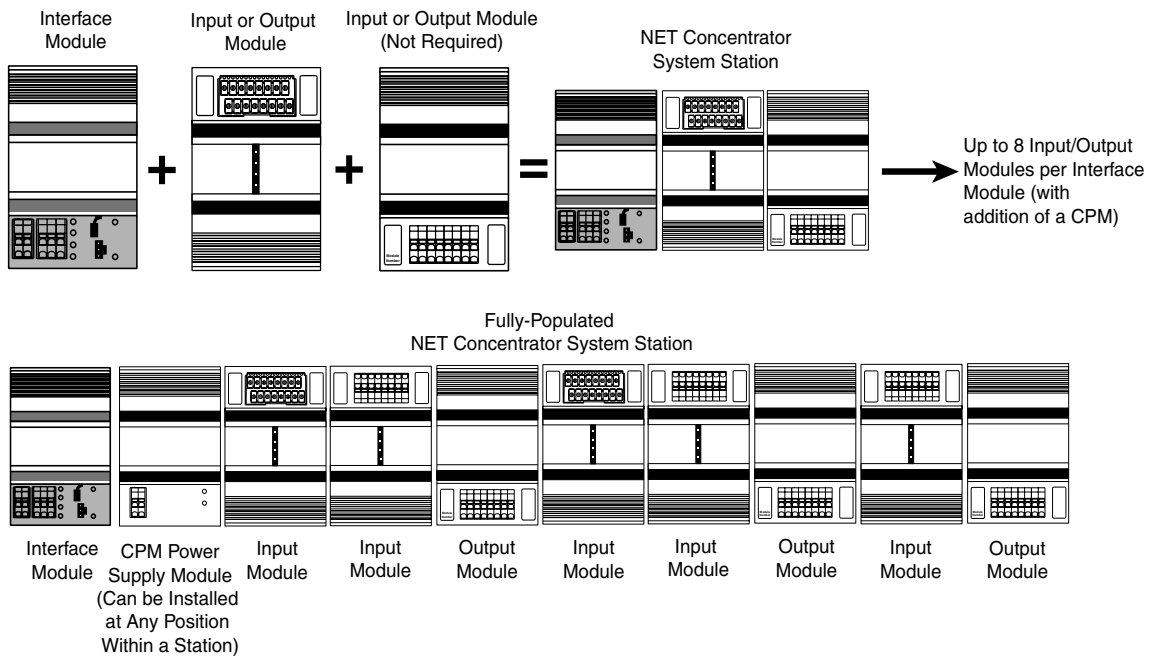 Interface
Module
Input or Output
Module
Input or Output Module
(Not Required)
NET Concentrator
System Station
Module
Number
Up to 8 Input/Output
Modules per Interface
Module (with
addition of a CPM)
Fully-Populated
NET Concentrator System Station
Interface
Module
CPM Power
Supply Module
(Can be Installed
at Any Position
Within a Station)
Input
Module
Input
Module
Output
Module
Input
Module
Input
Module
Output
Module
Input
Module
Output
Module